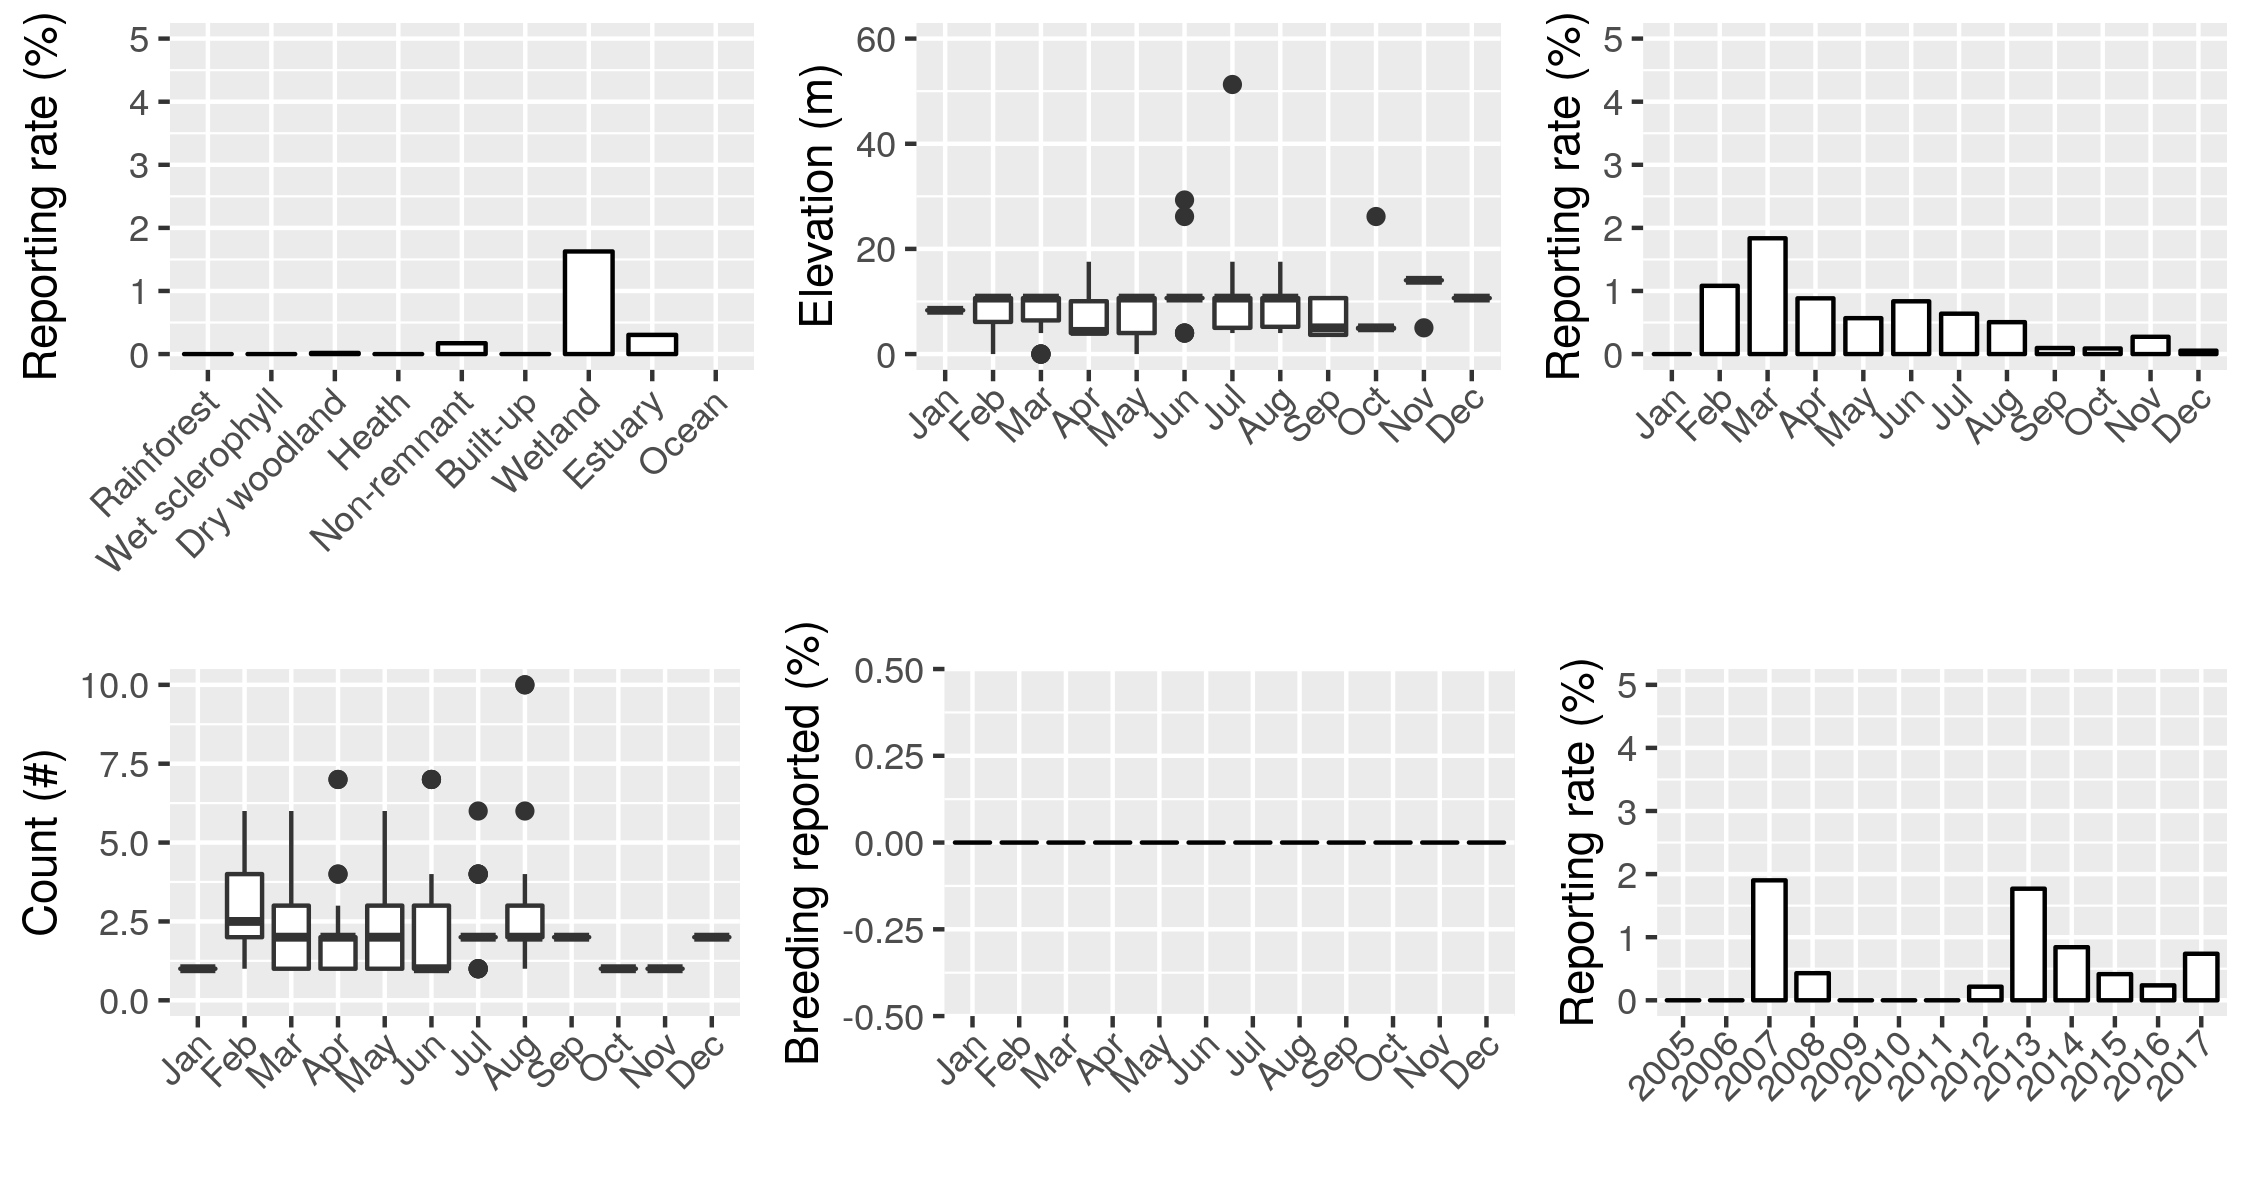 Reporting rate (%)
5
4
3
2
1
0
Rainforest
Wet sclerophyll
Dry woodland
Heath
Non-remnant
Built-up
Wetland
Estuary
Ocean
Elevation (m)
60
40
20
0
Jan
Feb
Mar
Apr
May
Jun
Jul
Aug
Sep
Oct
Nov
Dec
Reporting rate (%)
5
4
3
2
1
0
Jan
Feb
Mar
Apr
May
Jun
Jul
Aug
Sep
Oct
Nov
Dec
Count (#)
10.0
7.5
5.0
2.5
0.0
Jan
Feb
Mar
Apr
May
Jun
Jul
Aug
Sep
Oct
Nov
Dec
Breeding reported (%)
0.50
0.25
0.00
-0.25
-0.50
Jan
Feb
Mar
Apr
May
Jun
Jul
Aug
Sep
Oct
Nov
Dec
Reporting rate (%)
5
4
3
2
1
0
2005
2006
2007
2008
2009
2010
2011
2012
2013
2014
2015
2016
2017